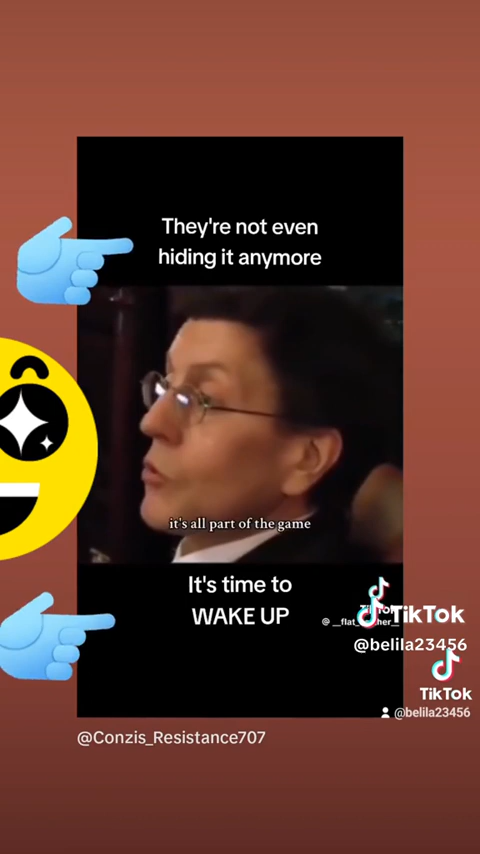 They're not even
hiding it anymore
it's all part of the game
It's time to
WAKE UP
TikTok
@belila23456
TikTok
@belila23456
@Conzis_Resistance707